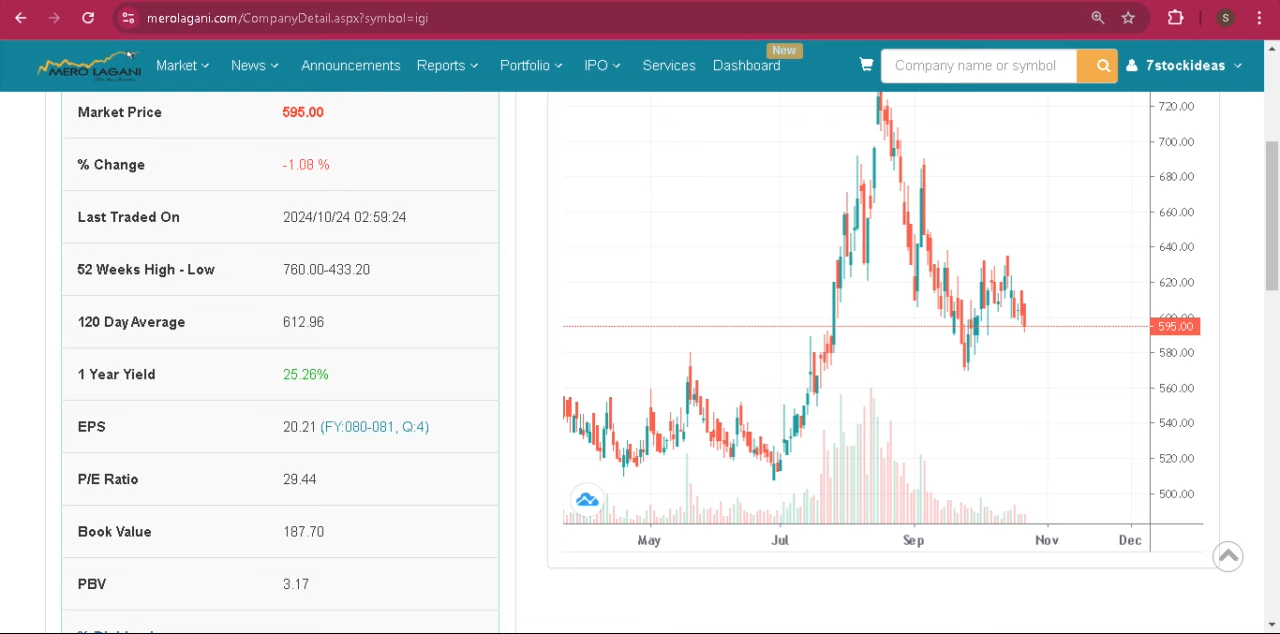 merolagani.com/CompanyDetail.aspx?symbol=igi
S
MERO LAGANI
Market
News
Announcements
Reports
Portfolio
IPO
Services
Dashboard
New
Company name or symbol
7stockideas
Market Price 595.00
% Change -1.08 %
Last Traded On 2024/10/24 02:59:24
52 Weeks High - Low 760.00-433.20
120 Day Average 612.96
1 Year Yield 25.26%
EPS 20.21 (FY:080-081, Q:4)
P/E Ratio 29.44
Book Value 187.70
PBV 3.17
720.00
700.00
680.00
660.00
640.00
620.00
600.00
595.00
580.00
560.00
540.00
520.00
500.00
May Jul Sep Nov Dec